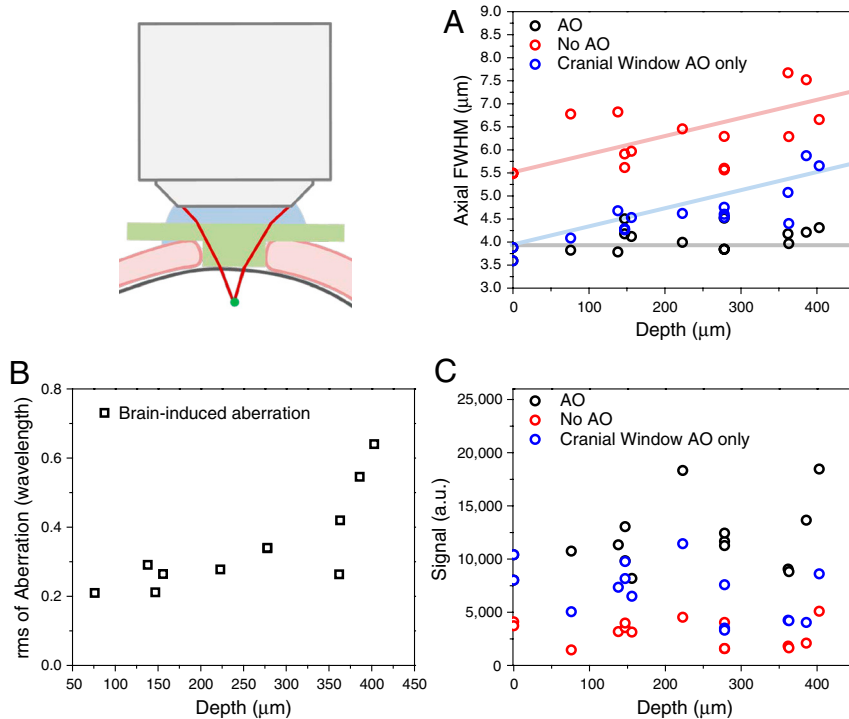 A
AO
No AO
Cranial Window AO only
9.0
8.5
8.0
7.5
7.0
6.5
6.0
5.5
5.0
4.5
4.0
3.5
3.0
Axial FWHM (μm)
0 100 200 300 400
Depth (μm)
B
Brain-induced aberration
0.8
0.6
0.4
0.2
0.0
rms of Aberration (wavelength)
50 100 150 200 250 300 350 400 450
Depth (μm)
C
AO
No AO
Cranial Window AO only
25,000
20,000
15,000
10,000
5,000
0
Signal (a.u.)
0 50 100 150 200 250 300 350 400
Depth (μm)